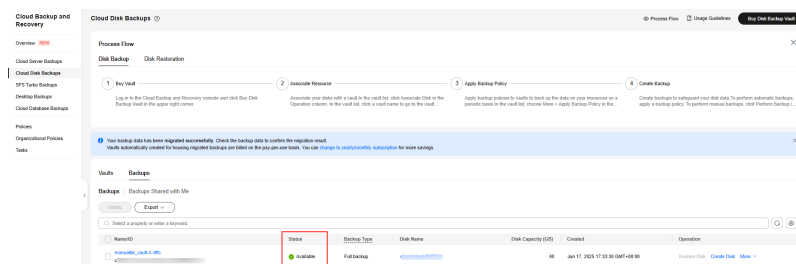 Cloud Backup and
Recovery
Overview NEW
Cloud Server Backups
Cloud Disk Backups
SFS Turbo Backups
Desktop Backups
Cloud Database Backups
Policies
Organizational Policies
Tasks
Cloud Disk Backups
Process Flow
Usage Guidelines
Buy Disk Backup Vault
Process Flow
Disk Backup
Disk Restoration
1 Buy Vault
Log in to the Cloud Backup and Recovery console and click Buy Disk
Backup Vault in the upper right corner.
2 Associate Resource
Associate your disks with a vault.In the vault list, click Associate Disk in the
Operation column. In the vault list, click a vault name to go to the vault...
3 Apply Backup Policy
Apply backup policies to vaults to back up the data on your resources on a
periodic basis.In the vault list, choose More > Apply Backup Policy in the...
4 Create Backup
Create backups to safeguard your disk data.To perform automatic backups,
apply a backup policy. To perform manual backups, click Perform Backup i...
Your backup data has been migrated successfully. Check the backup data to confirm the migration result.
Vaults automatically created for housing migrated backups are billed on the pay-per-use basis. You can change to yearly/monthly subscription for more savings.
Vaults
Backups
Backups
Backups Shared with Me
Delete
Export
Select a property or enter a keyword.
Name/ID
Status
Backup Type
Disk Name
Disk Capacity (GB)
Created
Operation
Available
Full backup
40
Jun 17, 2025 17:33:30 GMT+08:00
Restore Disk
Create Disk
More